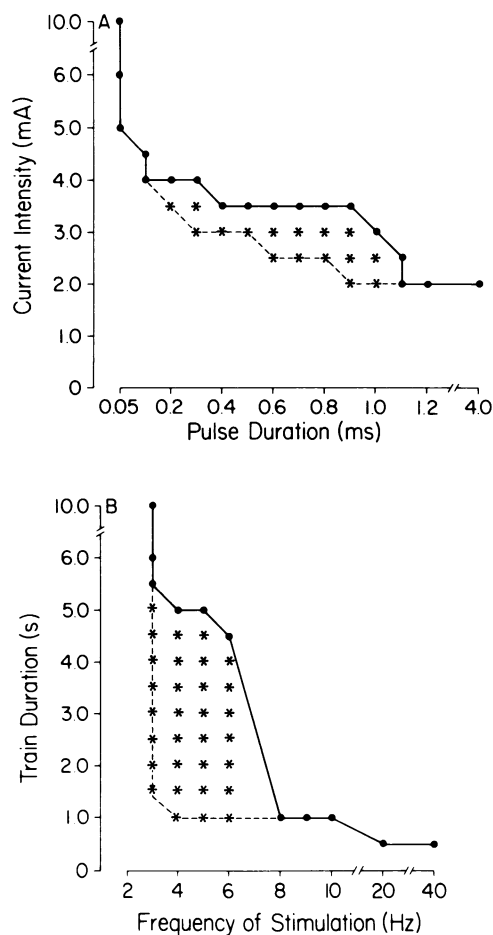 A
10.0
6.0
5.0
4.0
3.0
2.0
1.0
0
Current Intensity (mA)
0.05 0.2 0.4 0.6 0.8 1.0 1.2 4.0
Pulse Duration (ms)
B
10.0
6.0
5.0
4.0
3.0
2 0
1 0
0
Train Duration (s)
2 4 6 8 10 20 40
Frequency of Stimulation (Hz)